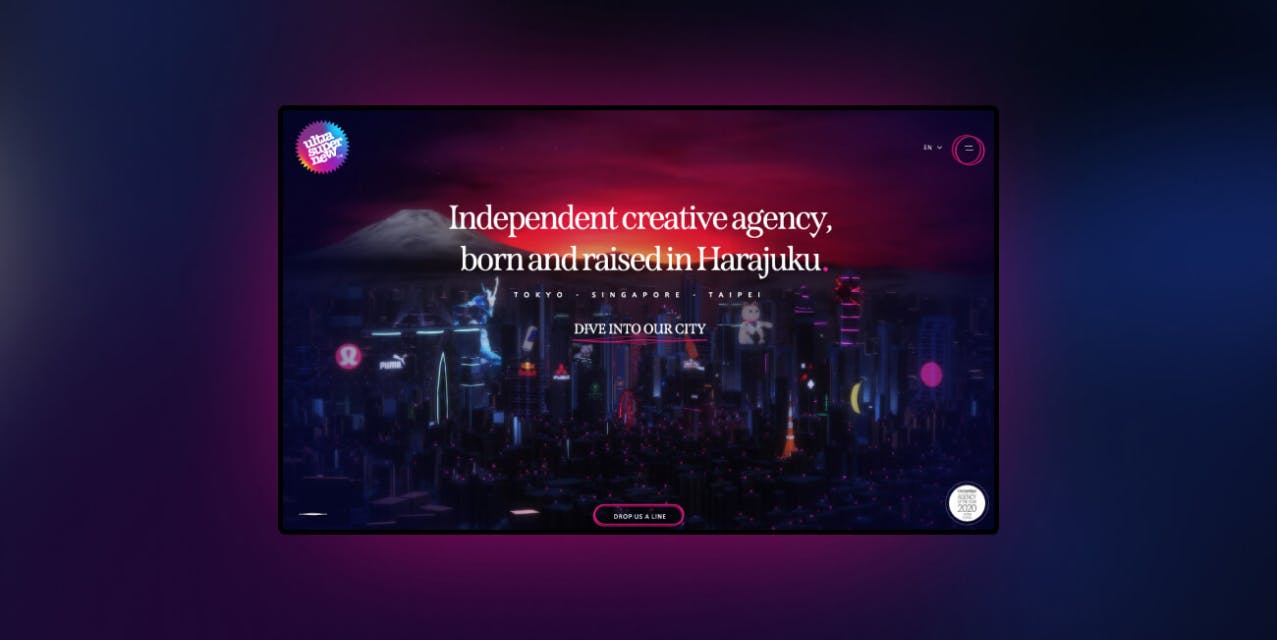 ultra
super
new
EN
Independent creative agency,
born and raised in Harajuku.
TOKYO - SINGAPORE - TAIPEI
DIVE INTO OUR CITY
PUMA
DROP US A LINE
AGENCY
OF THE YEAR
2020